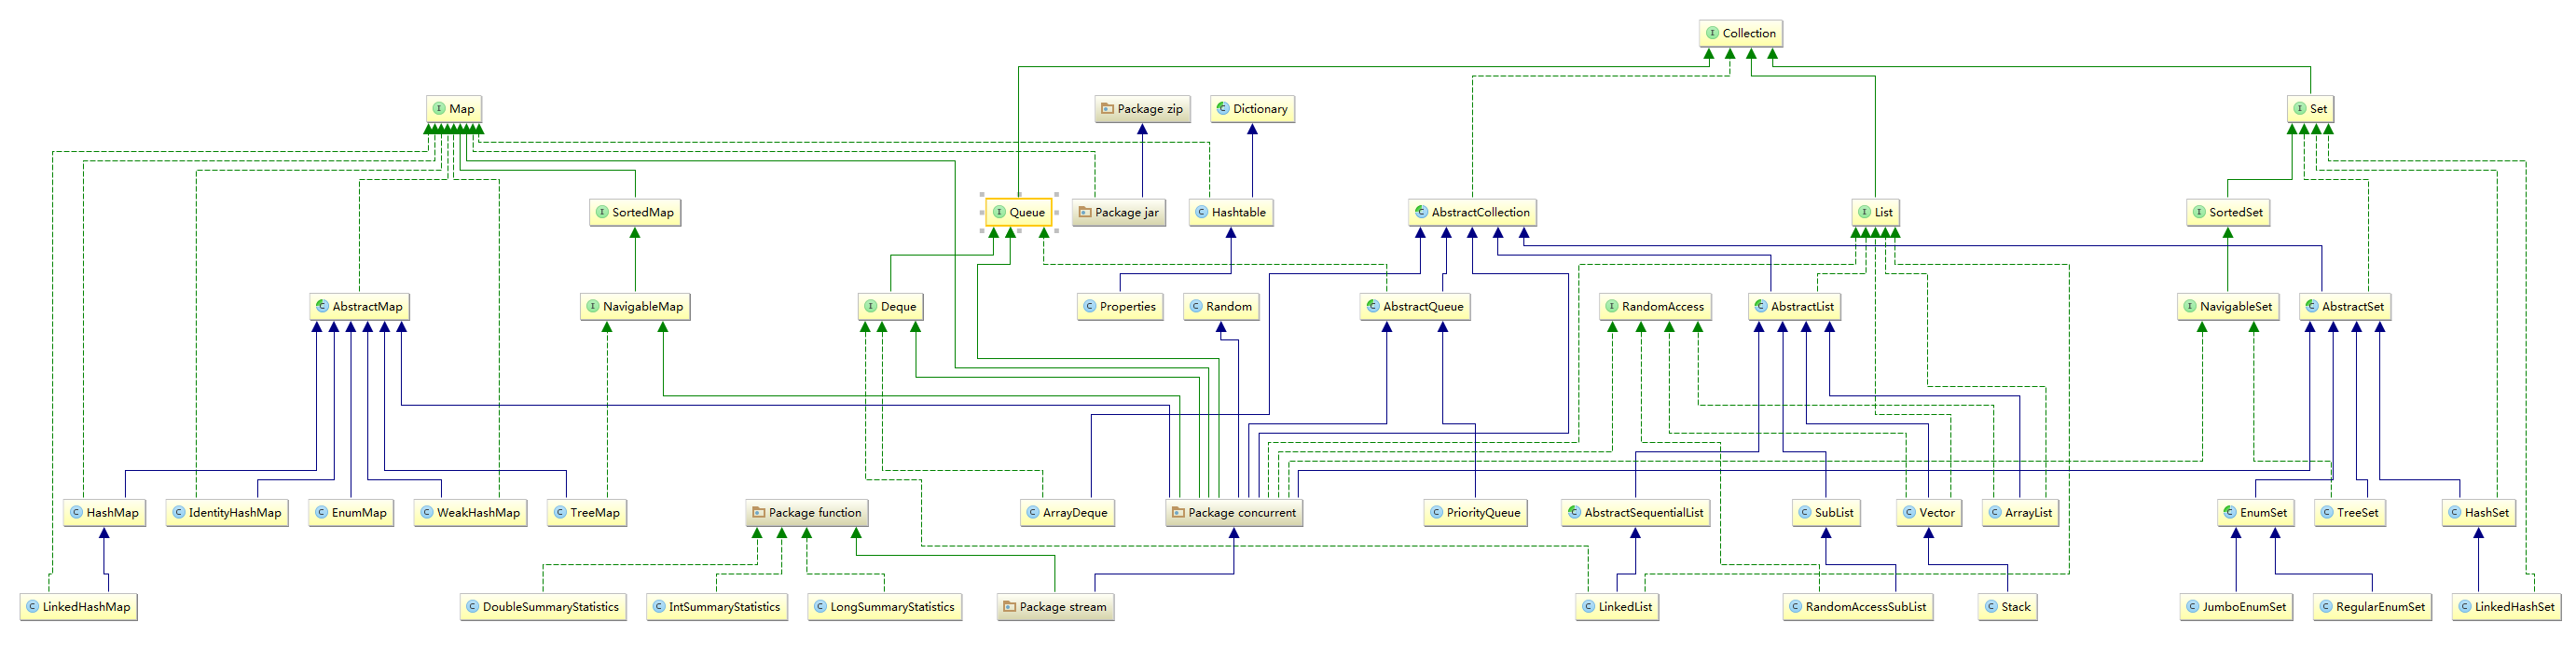 I Collection
I Map
Package zip
C Dictionary
I Set
I SortedMap
I Queue
Package jar
C Hashtable
C AbstractCollection
I List
I SortedSet
C AbstractMap
I NavigableMap
I Deque
C Properties
C Random
C AbstractQueue
I RandomAccess
C AbstractList
I NavigableSet
C AbstractSet
C HashMap
C IdentityHashMap
C EnumMap
C WeakHashMap
C TreeMap
Package function
C ArrayDeque
Package concurrent
C PriorityQueue
C AbstractSequentialList
C SubList
C Vector
C ArrayList
C EnumSet
C TreeSet
C HashSet
C LinkedHashMap
C DoubleSummaryStatistics
C IntSummaryStatistics
C LongSummaryStatistics
Package stream
C LinkedList
C RandomAccessSubList
C Stack
C JumboEnumSet
C RegularEnumSet
C LinkedHashSet